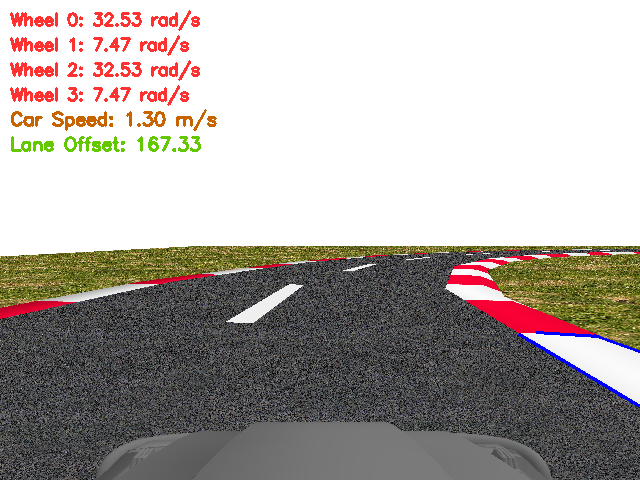 Wheel 0: 32.53 rad/s
Wheel 1: 7.47 rad/s
Wheel 2: 32.53 rad/s
Wheel 3: 7.47 rad/s
Car Speed: 1.30 m/s
Lane Offset: 167.33